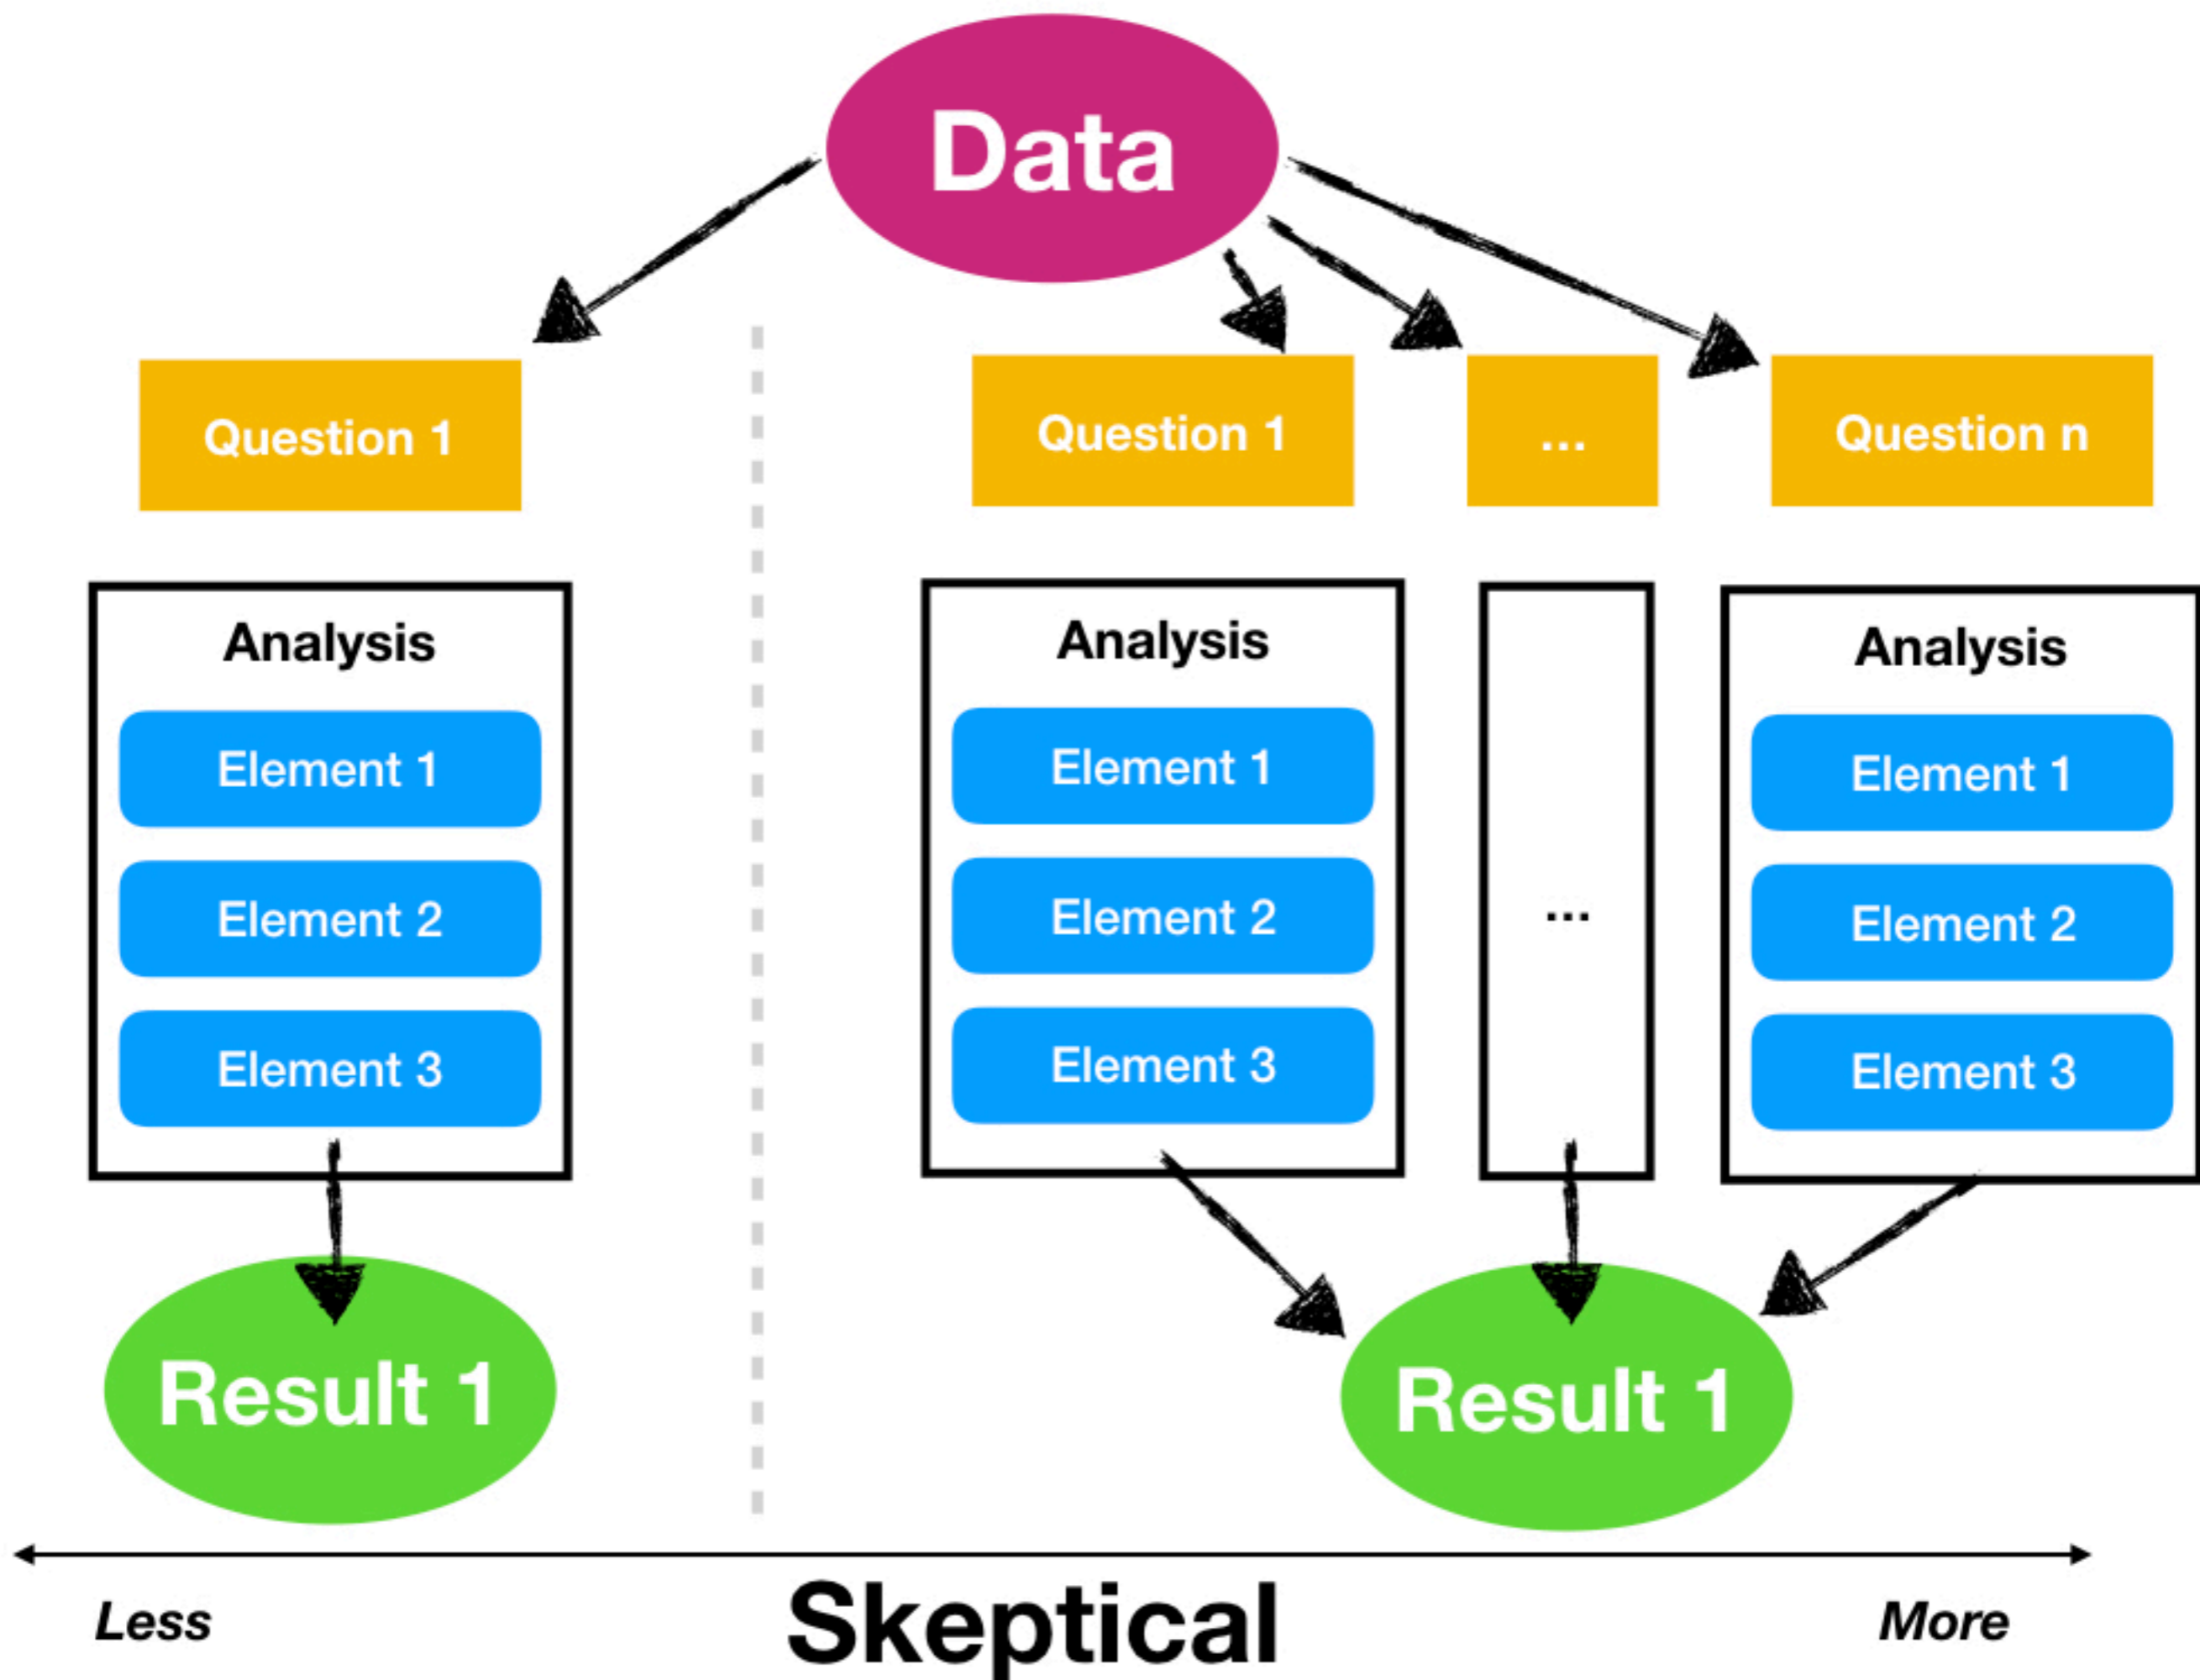 Data
Question 1
Question 1
...
Question n
Analysis
Element 1
Element 2
Element 3
Analysis
Element 1
Element 2
Element 3
...
Analysis
Element 1
Element 2
Element 3
Result 1
Result 1
Less
Skeptical
More